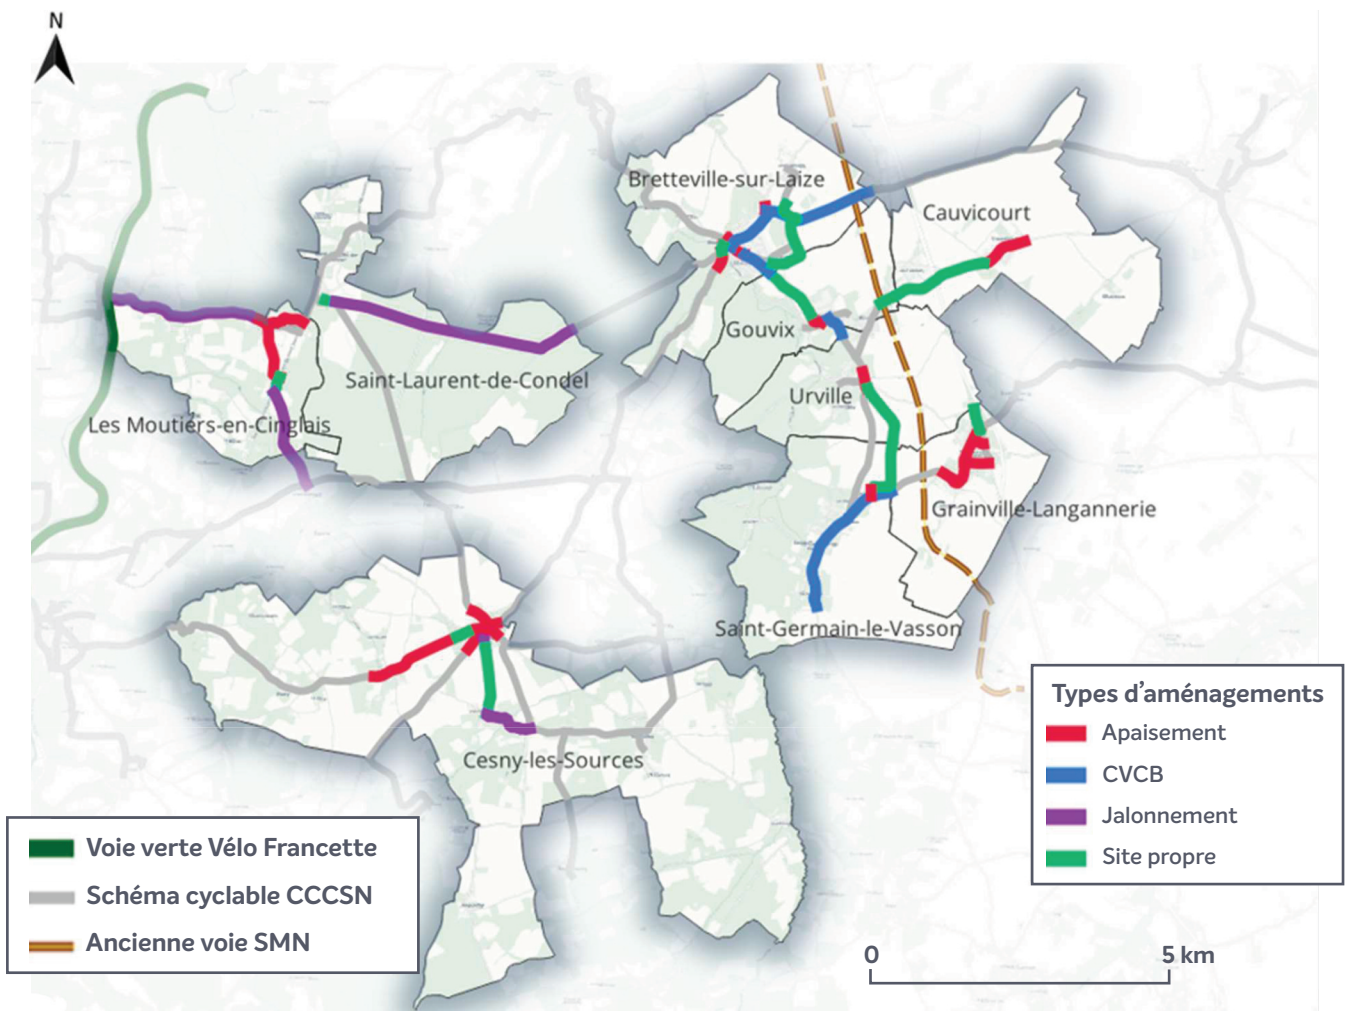 N
Bretteville-sur-Laize
Cauvicourt
Gouvix
Saint-Laurent-de-Condel
Urville
Les Moutiers-en-Cinglais
Grainville-Langannerie
Saint-Germain-le-Vasson
Cesny-les-Sources
Types d’aménagements
Apaisement
CVCB
Jalonnement
Site propre
Voie verte Vélo Francette
Schéma cyclable CCCSN
Ancienne voie SMN
0 5 km